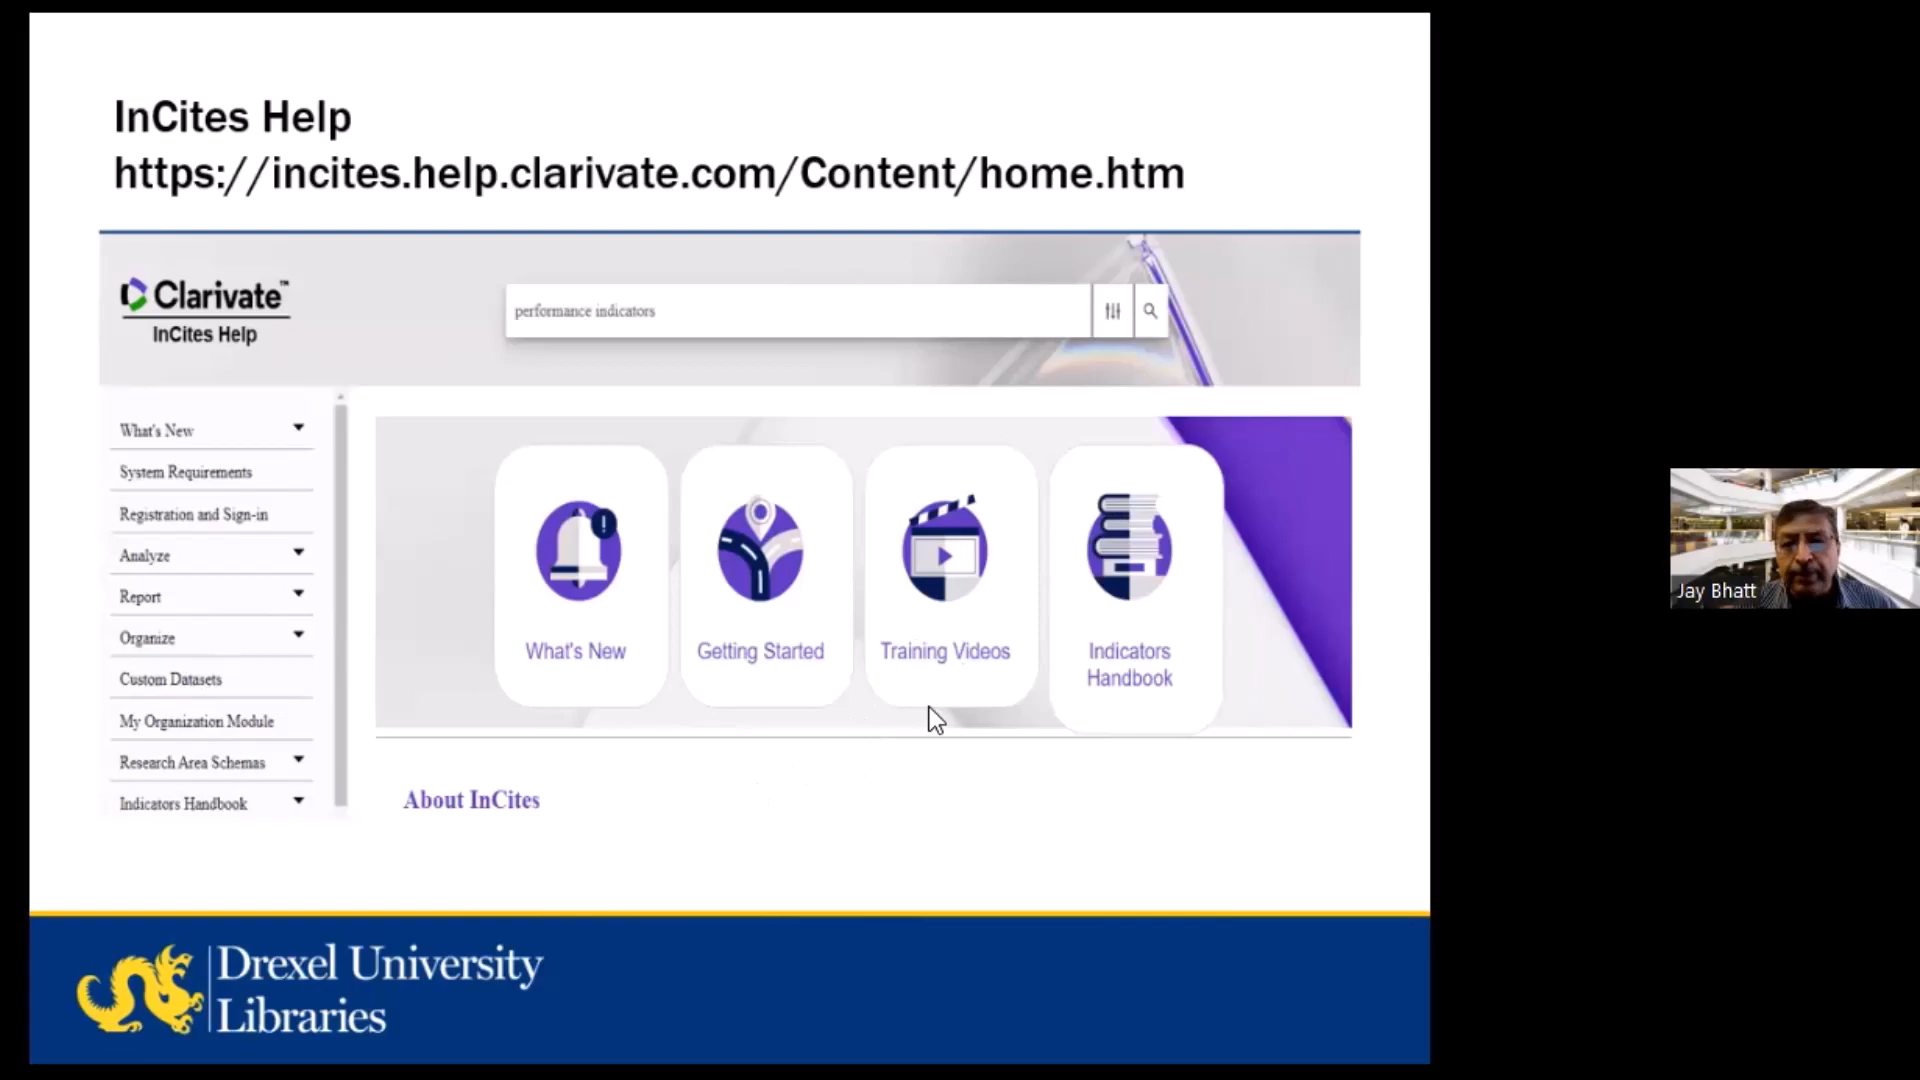 InCites Help
https://incites.help.clarivate.com/Content/home.htm
Clarivate™
InCites Help
performance indicators
What's New
System Requirements
Registration and Sign-in
Analyze
Report
Organize
Custom Datasets
My Organization Module
Research Area Schemas
Indicators Handbook
What's New
Getting Started
Training Videos
Indicators
Handbook
About InCites
Drexel University
Libraries
Jay Bhatt